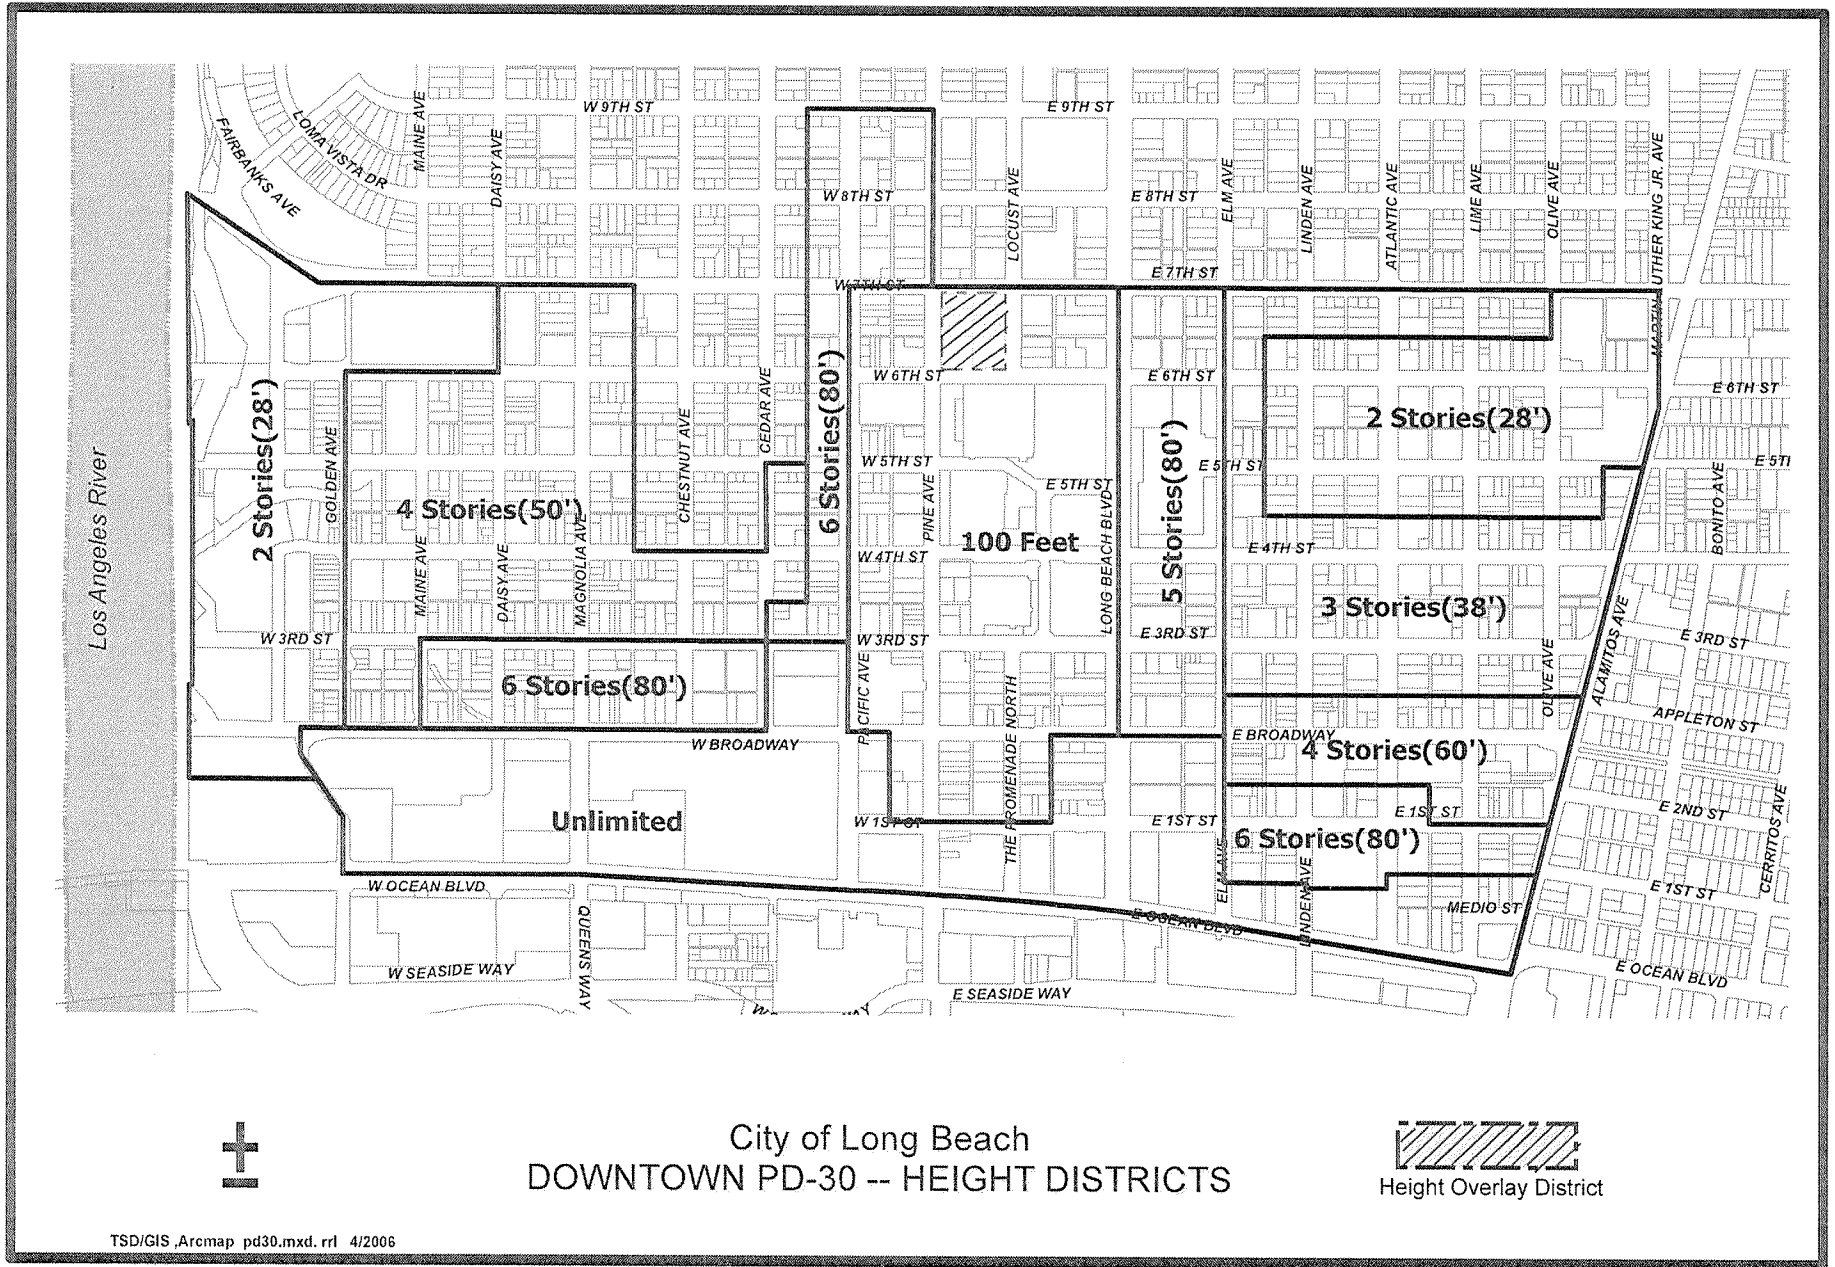 W 9TH ST
E 9TH ST
FAIRBANKS AVE
LOMA VISTA DR
MAINE AVE
DAISY AVE
W 8TH ST
LOCUST AVE
E 8TH ST
ELM AVE
LINDEN AVE
ATLANTIC AVE
LIME AVE
OLIVE AVE
MARTIN LUTHER KING JR. AVE
W 7TH ST
E 7TH ST
W 6TH ST
E 6TH ST
E 6TH ST
2 Stories(28')
GOLDEN AVE
4 Stories(50')
CHESTNUT AVE
CEDAR AVE
6 Stories(80')
W 5TH ST
PINE AVE
E 5TH ST
LONG BEACH BLVD
5 Stories(80')
E 5TH ST
2 Stories(28')
BONITO AVE
E 5TH
Los Angeles River
MAINE AVE
DAISY AVE
MAGNOLIA AVE
W 4TH ST
100 Feet
E 4TH ST
3 Stories(38')
W 3RD ST
W 3RD ST
E 3RD ST
E 3RD ST
ALAMITOS AVE
OLIVE AVE
6 Stories(80')
PACIFIC AVE
THE PROMENADE NORTH
APPLETON ST
W BROADWAY
E BROADWAY
4 Stories(60')
Unlimited
W 1ST ST
E 1ST ST
E 1ST ST
E 2ND ST
CERRITOS AVE
6 Stories(80')
ELM AVE
LINDEN AVE
W OCEAN BLVD
E 1ST ST
MEDIO ST
E OCEAN BLVD
QUEENS WAY
W SEASIDE WAY
E SEASIDE WAY
E OCEAN BLVD
City of Long Beach
DOWNTOWN PD-30 -- HEIGHT DISTRICTS
Height Overlay District
TSD/GIS ,Arcmap pd30.mxd. rrl 4/2006